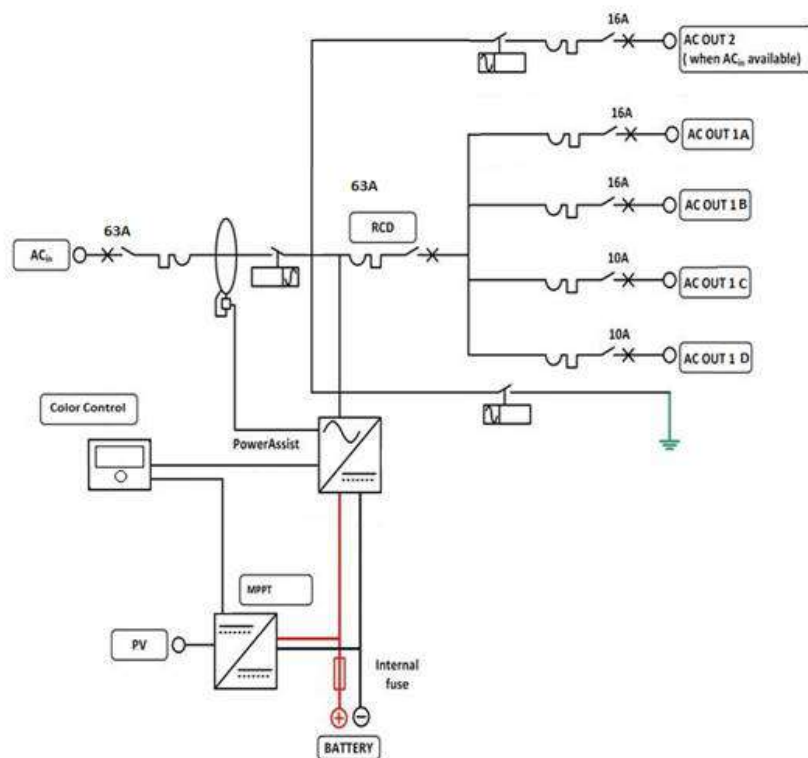 16A
AC OUT 2
( when ACin available)
16A
AC OUT 1A
63A
16A
AC OUT 1 B
63A
RCD
ACin
10A
AC OUT 1 C
10A
AC OUT 1 D
Color Control
PowerAssist
MPPT
PV
Internal
fuse
+
−
BATTERY